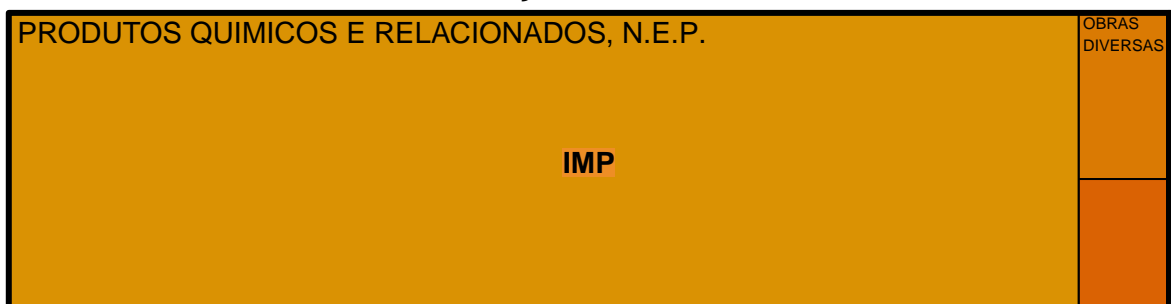 PRODUTOS QUIMICOS E RELACIONADOS, N.E.P.
OBRAS
DIVERSAS
IMP